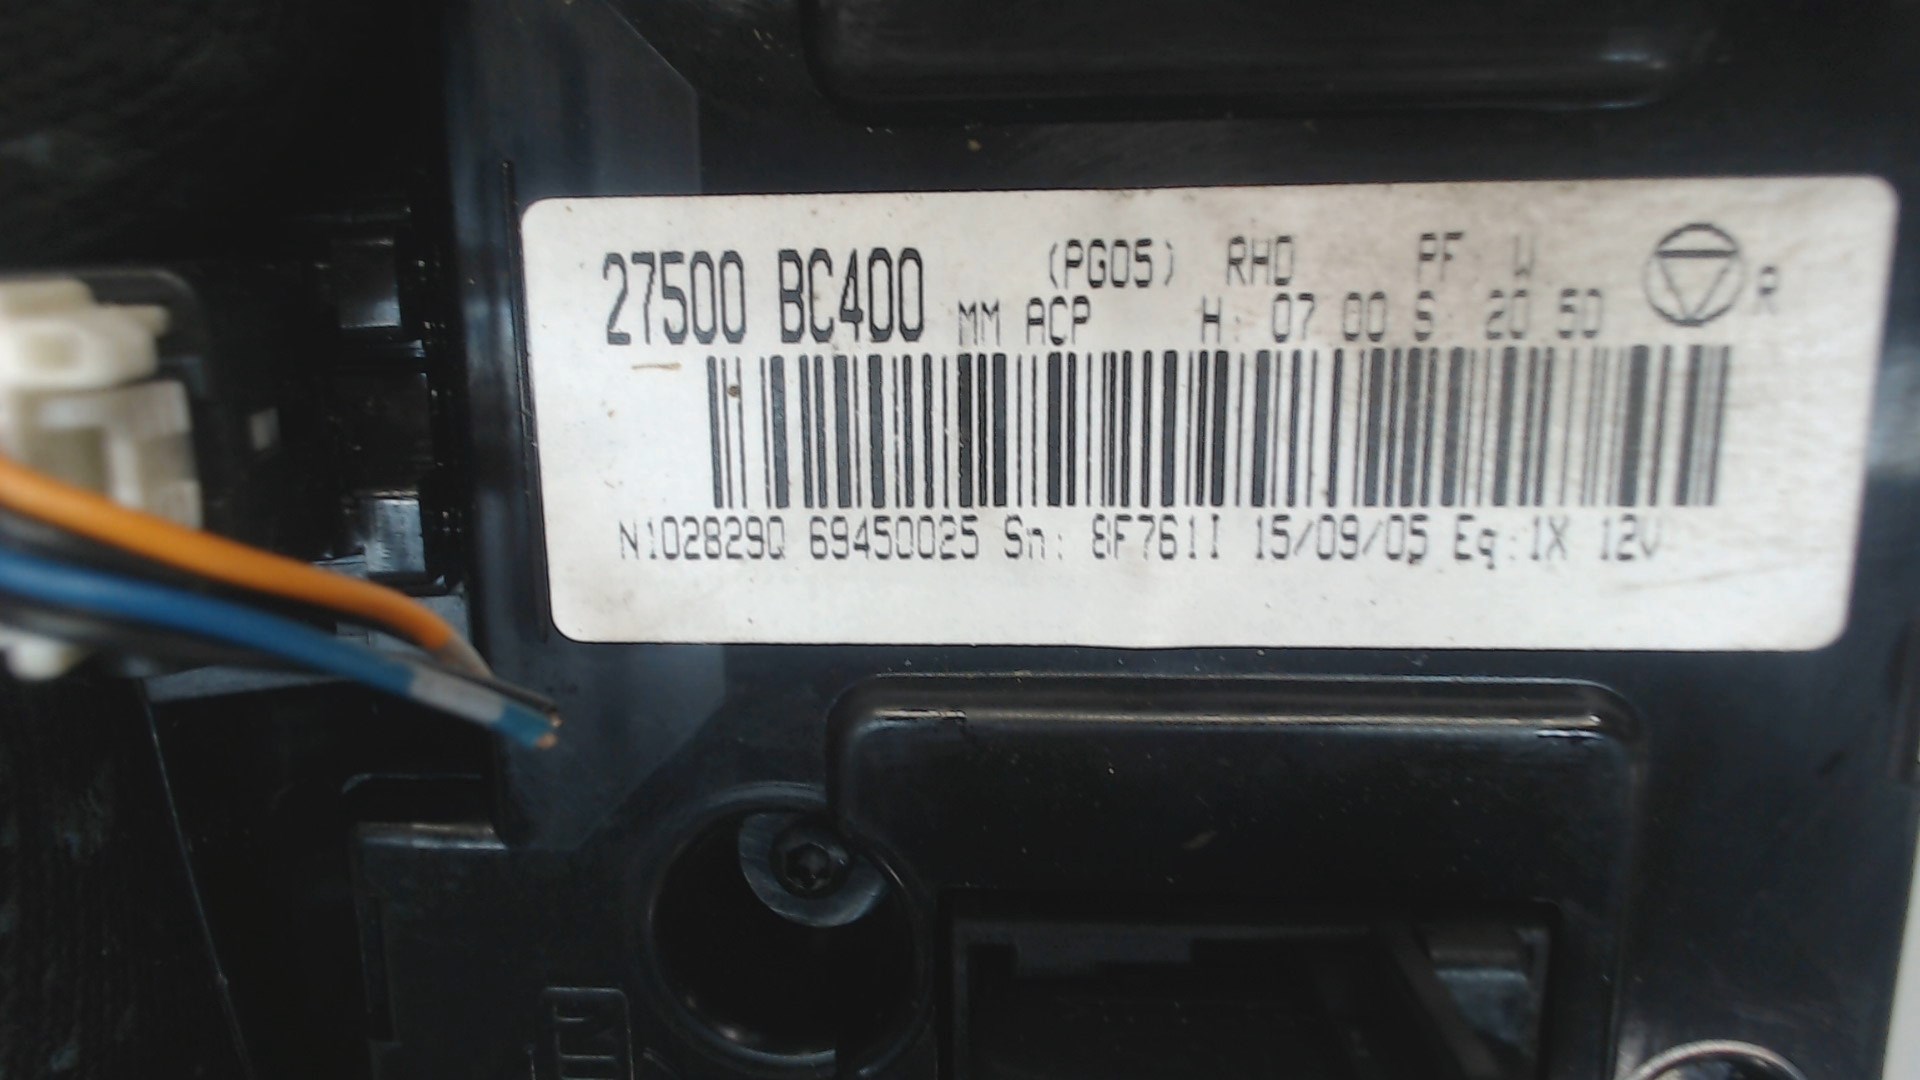 27500 BC400 (PG05) RHD PF W
MM ACP H: 07 00 S: 20 50 R
N102829Q 69450025 Sn: 8F761I 15/09/05 Eq:1X 12V